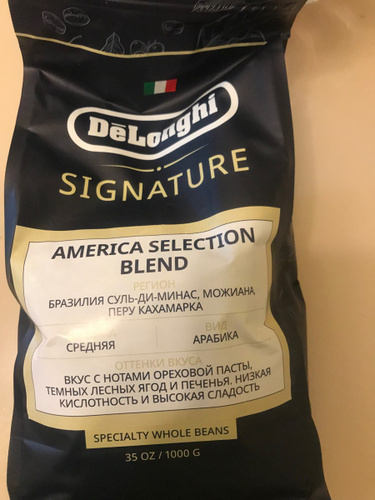 DeLonghi
SIGNATURE
AMERICA SELECTION
BLEND
РЕГИОН
БРАЗИЛИЯ СУЛЬ-ДИ-МИНАС, МОЖИАНА,
ПЕРУ КАХАМАРКА
ВИД
СРЕДНЯЯ АРАБИКА
ОТТЕНКИ ВКУСА
ВКУС С НОТАМИ ОРЕХОВОЙ ПАСТЫ,
ТЕМНЫХ ЛЕСНЫХ ЯГОД И ПЕЧЕНЬЯ. НИЗКАЯ
КИСЛОТНОСТЬ И ВЫСОКАЯ СЛАДОСТЬ
SPECIALTY WHOLE BEANS
35 OZ / 1000 G